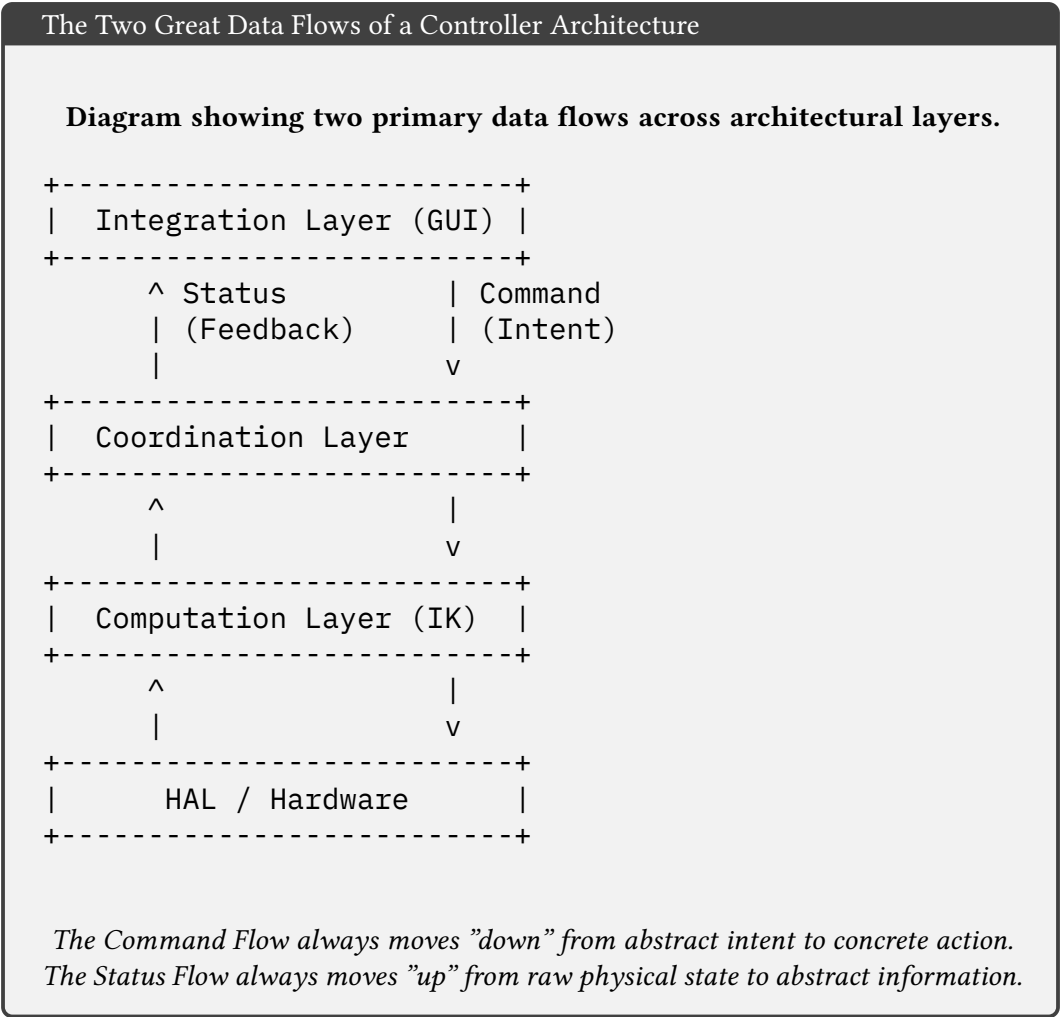 The Two Great Data Flows of a Controller Architecture
Diagram showing two primary data flows across architectural layers.
+--------------------------+
|  Integration Layer (GUI) |
+--------------------------+
      ^ Status         | Command
      | (Feedback)     | (Intent)
      |                v
+--------------------------+
|  Coordination Layer      |
+--------------------------+
      ^                |
      |                v
+--------------------------+
|  Computation Layer (IK)  |
+--------------------------+
      ^                |
      |                v
+--------------------------+
|      HAL / Hardware      |
+--------------------------+
The Command Flow always moves ”down” from abstract intent to concrete action.
The Status Flow always moves ”up” from raw physical state to abstract information.